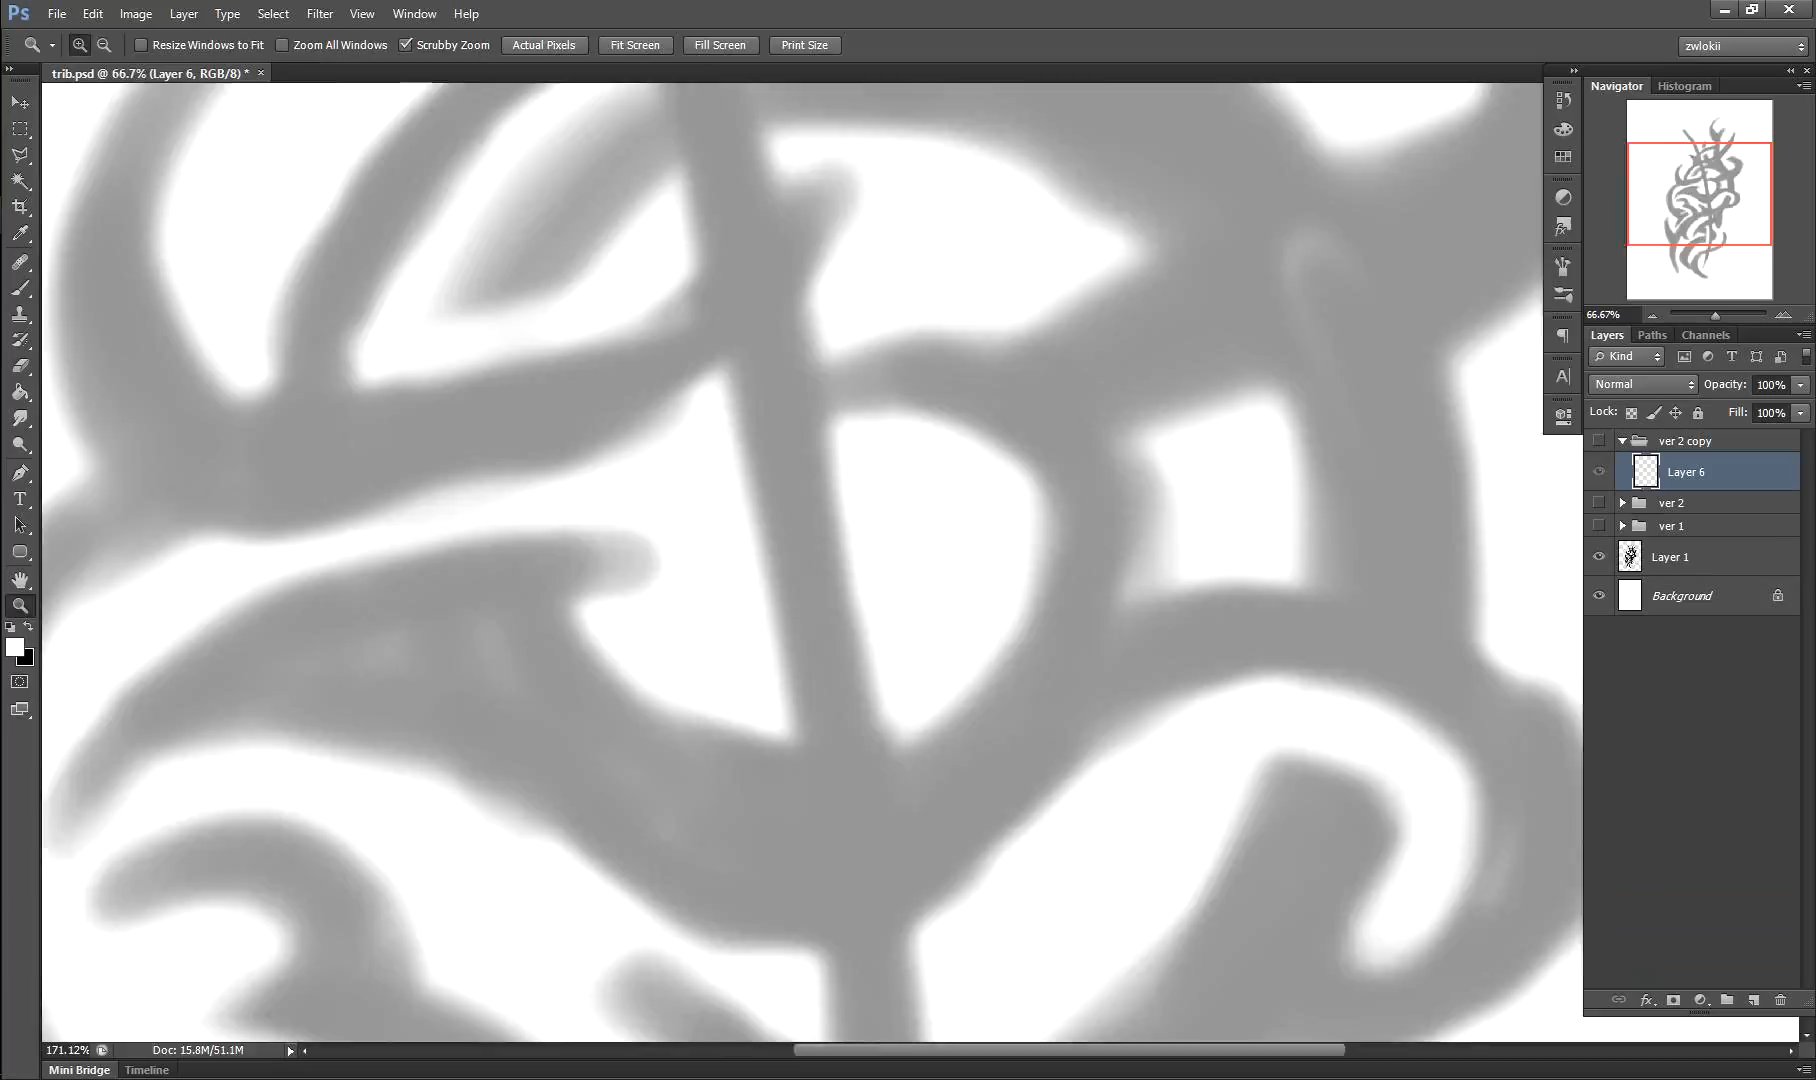 Ps File Edit Image Layer Type Select Filter View Window Help
Resize Windows to Fit Zoom All Windows Scrubby Zoom Actual Pixels Fit Screen Fill Screen Print Size zwlokii
trib.psd @ 66.7% (Layer 6, RGB/8) * ×
Navigator Histogram
66.67%
Layers Paths Channels
Kind
Normal Opacity: 100%
Lock: Fill: 100%
ver 2 copy
Layer 6
ver 2
ver 1
Layer 1
Background
171.12% Doc: 15.8M/51.1M
Mini Bridge Timeline